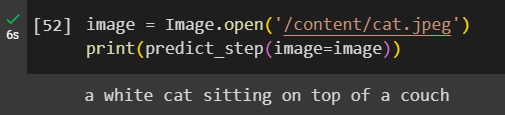 [52] image = Image.open('/content/cat.jpeg')
6s print(predict_step(image=image))
a white cat sitting on top of a couch